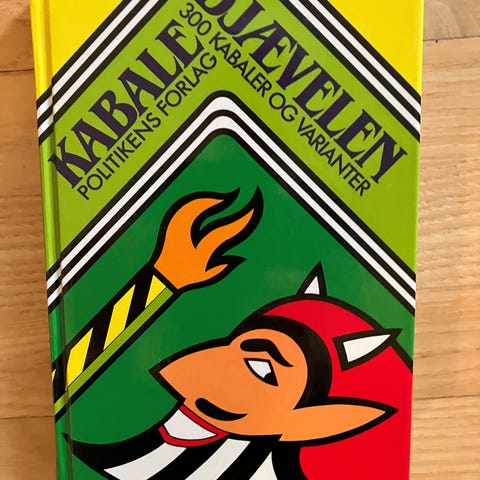 KABALE
DJÆVELEN
POLITIKENS FORLAG
300 KABALER OG VARIANTER